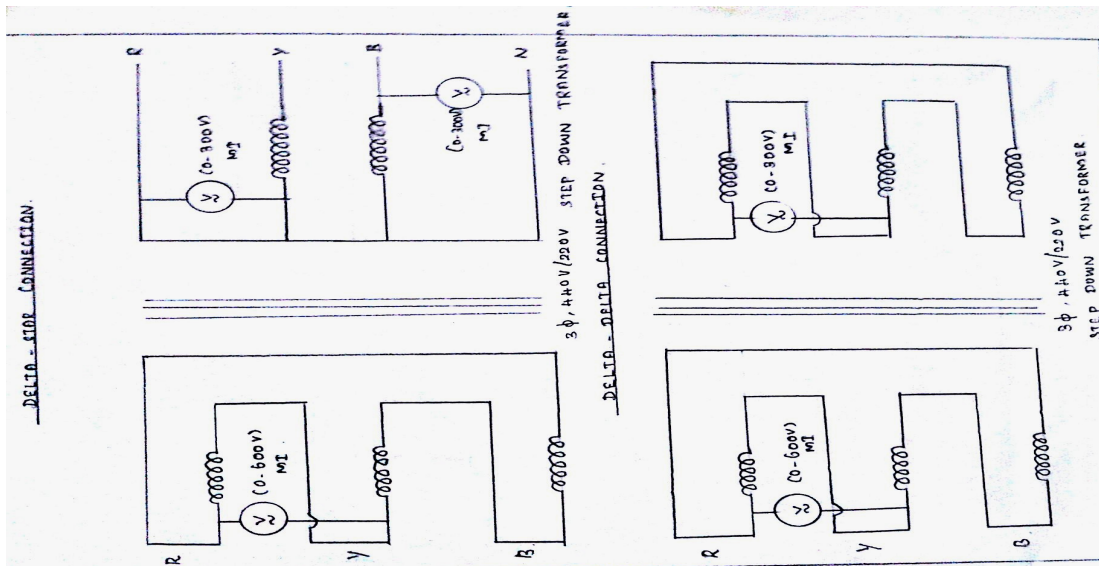 DELTA - STAR CONNECTION.
R
Y
B
N
(0-300V)
MI
V
(0-300V)
MI
V
(0-600V)
MI
V
R
Y
B
3φ, 440V/220V STEP DOWN TRANSFORMER
DELTA - DELTA CONNECTION
(0-600V)
MI
V
(0-300V)
MI
V
R
Y
B
3φ, 440V/220V
STEP DOWN TRANSFORMER